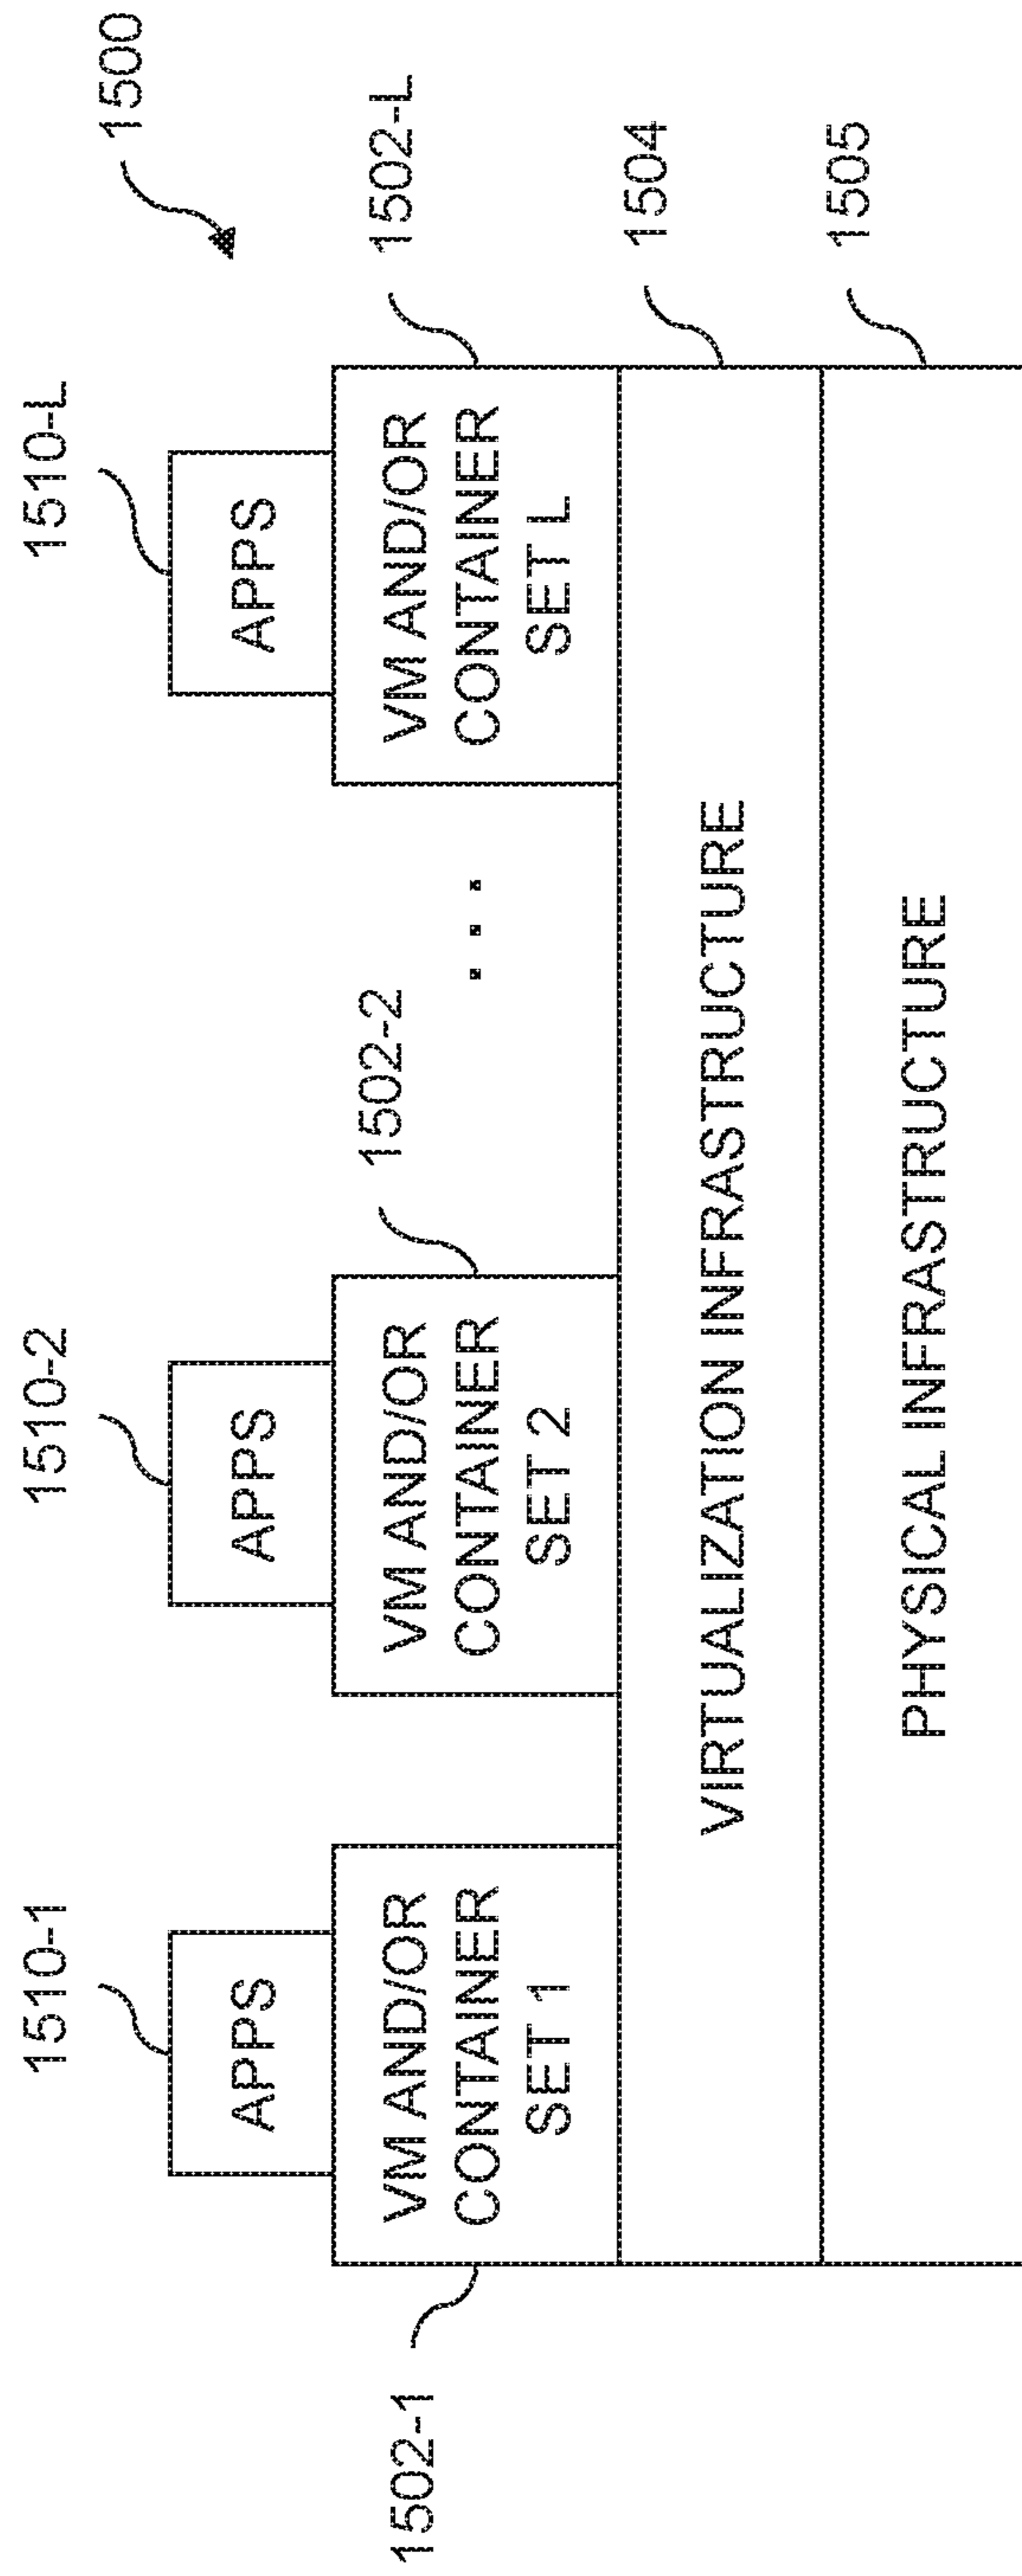 1500
1510-1
1510-2
1510-L
APPS
APPS
APPS
1502-1
VM AND/OR
CONTAINER
SET 1
VM AND/OR
CONTAINER
SET 2
1502-2
...
VM AND/OR
CONTAINER
SET L
1502-L
VIRTUALIZATION INFRASTRUCTURE
1504
PHYSICAL INFRASTRUCTURE
1505